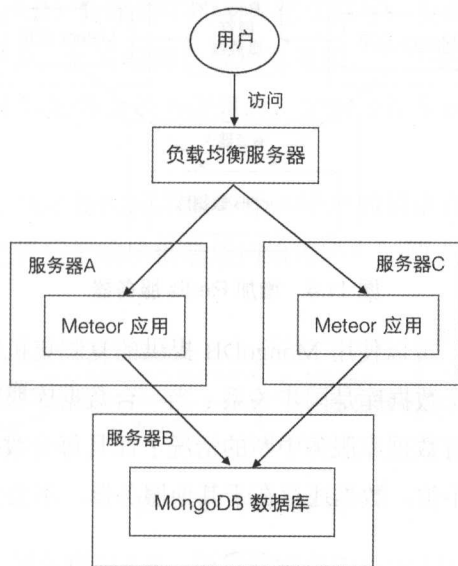 用户
访问
负载均衡服务器
服务器A
服务器C
Meteor 应用
Meteor 应用
服务器B
MongoDB 数据库